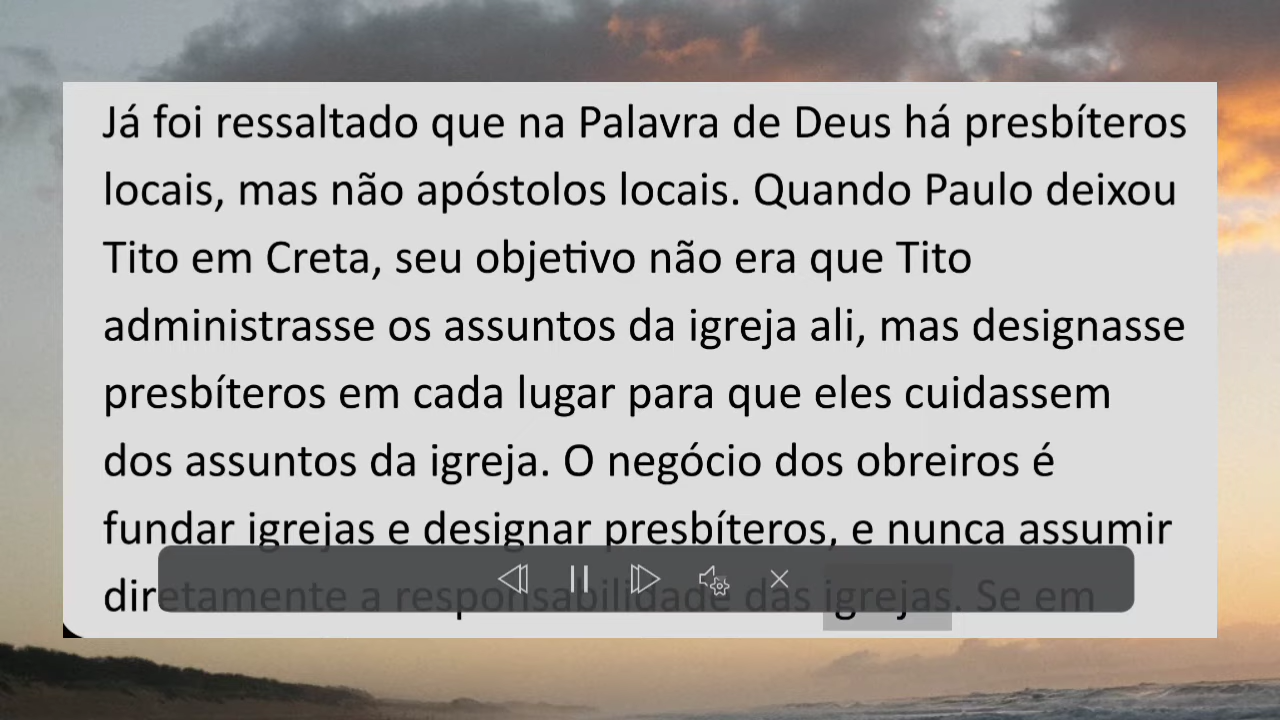 Já foi ressaltado que na Palavra de Deus há presbíteros
locais, mas não apóstolos locais. Quando Paulo deixou
Tito em Creta, seu objetivo não era que Tito
administrasse os assuntos da igreja ali, mas designasse
presbíteros em cada lugar para que eles cuidassem
dos assuntos da igreja. O negócio dos obreiros é
fundar igrejas e designar presbíteros, e nunca assumir
diretamente a responsabilidade das igrejas. Se em